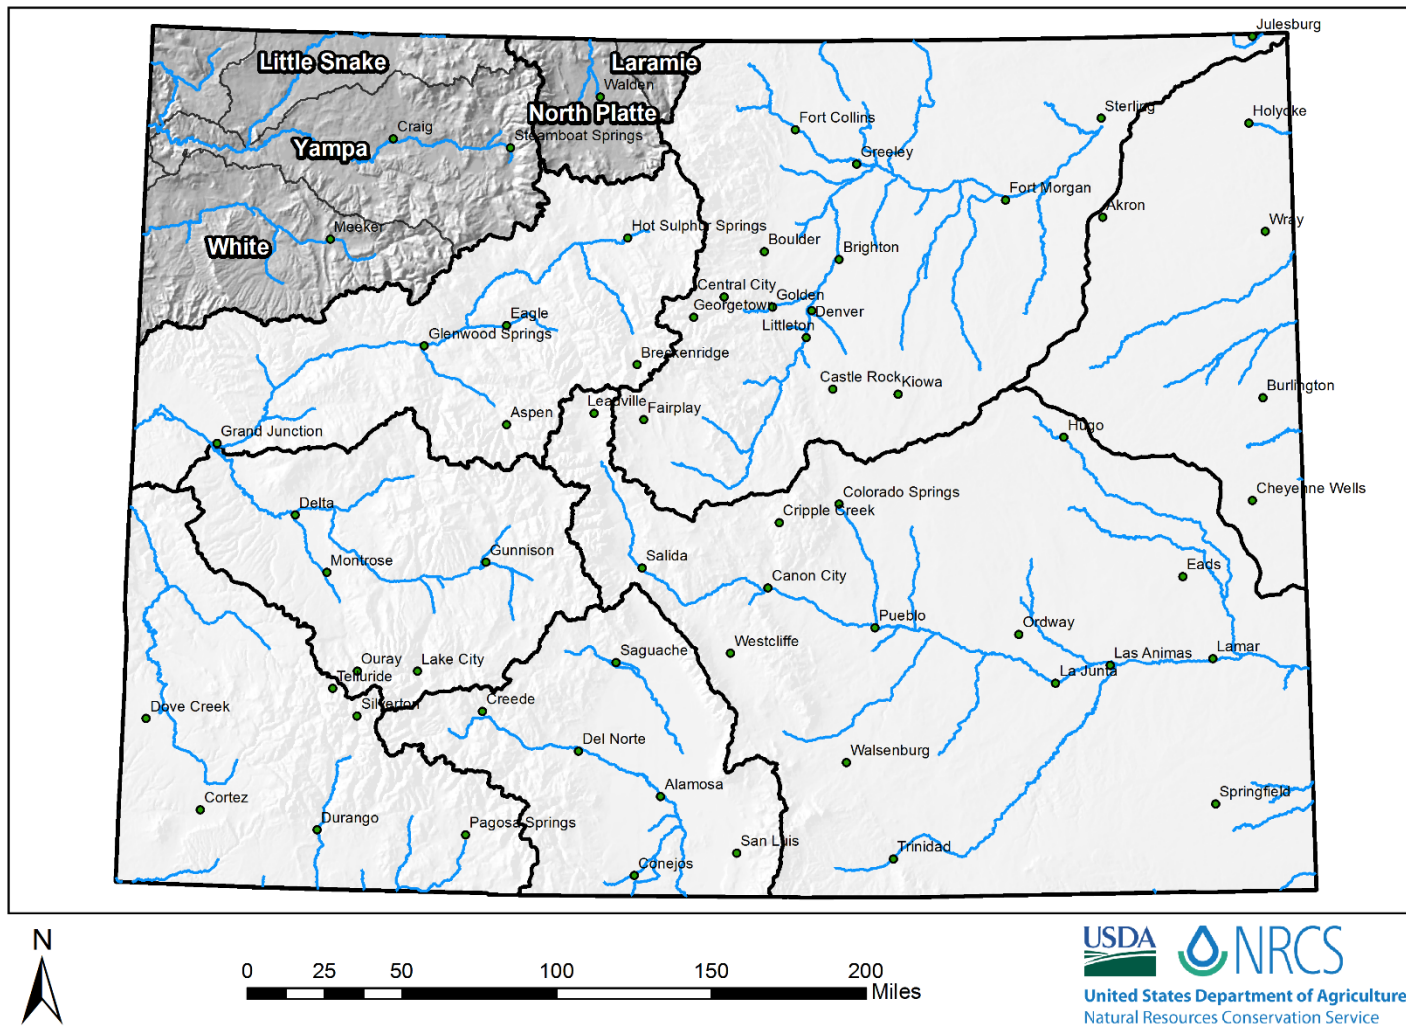 Julesburg
Little Snake
Laramie
Walden
North Platte
Sterling
Holyoke
Fort Collins
Craig
Steamboat Springs
Yampa
Greeley
Fort Morgan
Akron
Wray
Meeker
White
Hot Sulphur Springs
Boulder
Brighton
Central City
Golden
Georgetown
Denver
Eagle
Glenwood Springs
Littleton
Breckenridge
Castle Rock
Kiowa
Burlington
Leadville
Fairplay
Aspen
Grand Junction
Hugo
Cheyenne Wells
Colorado Springs
Cripple Creek
Delta
Gunnison
Montrose
Salida
Canon City
Eads
Pueblo
Ordway
Westcliffe
Saguache
Las Animas
Lamar
Ouray
Lake City
La Junta
Telluride
Silverton
Creede
Dove Creek
Del Norte
Walsenburg
Alamosa
Springfield
Cortez
Durango
Pagosa Springs
San Luis
Trinidad
Conejos
N
0 25 50 100 150 200
Miles
USDA
NRCS
United States Department of Agriculture
Natural Resources Conservation Service